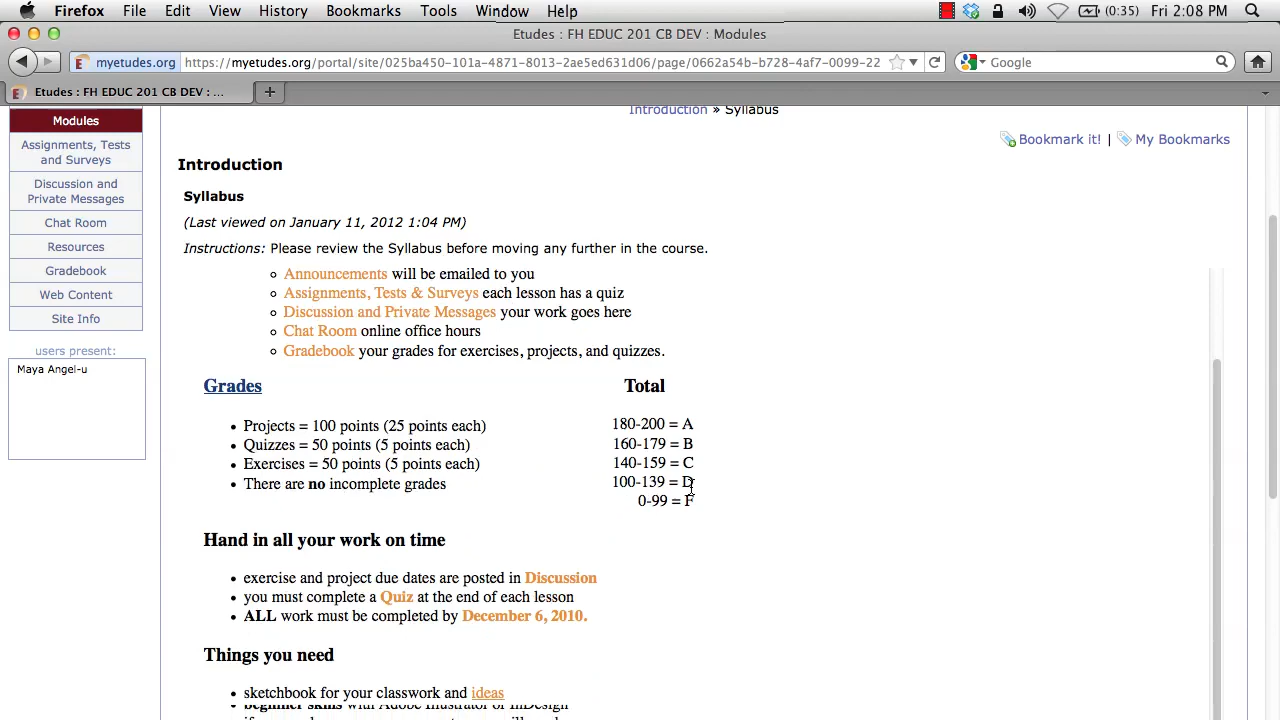 Firefox File Edit View History Bookmarks Tools Window Help (0:35) Fri 2:08 PM
Etudes : FH EDUC 201 CB DEV : Modules
myetudes.org https://myetudes.org/portal/site/025ba450-101a-4871-8013-2ae5ed631d06/page/0662a54b-b728-4af7-0099-22 Google
Etudes : FH EDUC 201 CB DEV : ...
Modules
Assignments, Tests
and Surveys
Discussion and
Private Messages
Chat Room
Resources
Gradebook
Web Content
Site Info
users present:
Maya Angel-u
Introduction » Syllabus
Bookmark it! | My Bookmarks
Introduction
Syllabus
(Last viewed on January 11, 2012 1:04 PM)
Instructions: Please review the Syllabus before moving any further in the course.
Announcements will be emailed to you
Assignments, Tests & Surveys each lesson has a quiz
Discussion and Private Messages your work goes here
Chat Room online office hours
Gradebook your grades for exercises, projects, and quizzes.
Grades
Projects = 100 points (25 points each)
Quizzes = 50 points (5 points each)
Exercises = 50 points (5 points each)
There are no incomplete grades
Total
180-200 = A
160-179 = B
140-159 = C
100-139 = D
0-99 = F
Hand in all your work on time
exercise and project due dates are posted in Discussion
you must complete a Quiz at the end of each lesson
ALL work must be completed by December 6, 2010.
Things you need
sketchbook for your classwork and ideas
beginner skills with Adobe Illustrator or InDesign